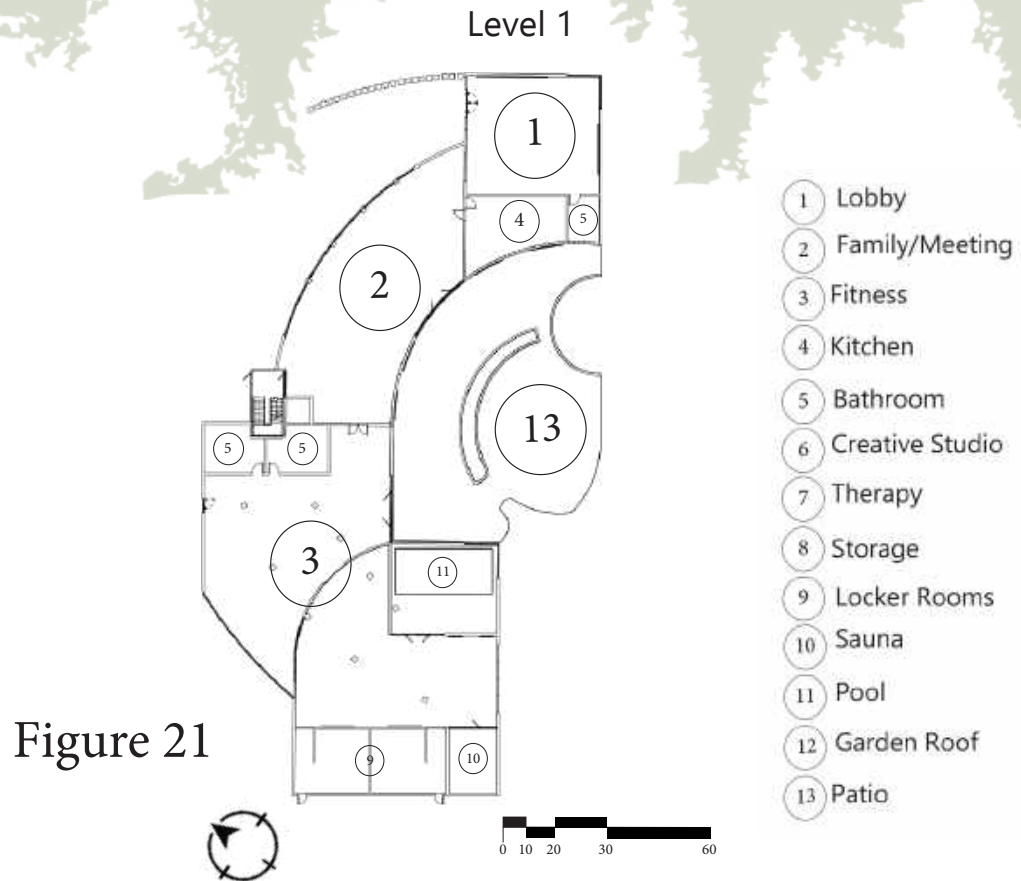 Level 1
1
4
5
2
13
5
5
3
11
9
10
1 Lobby
2 Family/Meeting
3 Fitness
4 Kitchen
5 Bathroom
6 Creative Studio
7 Therapy
8 Storage
9 Locker Rooms
10 Sauna
11 Pool
12 Garden Roof
13 Patio
Figure 21
0 10 20 30 60